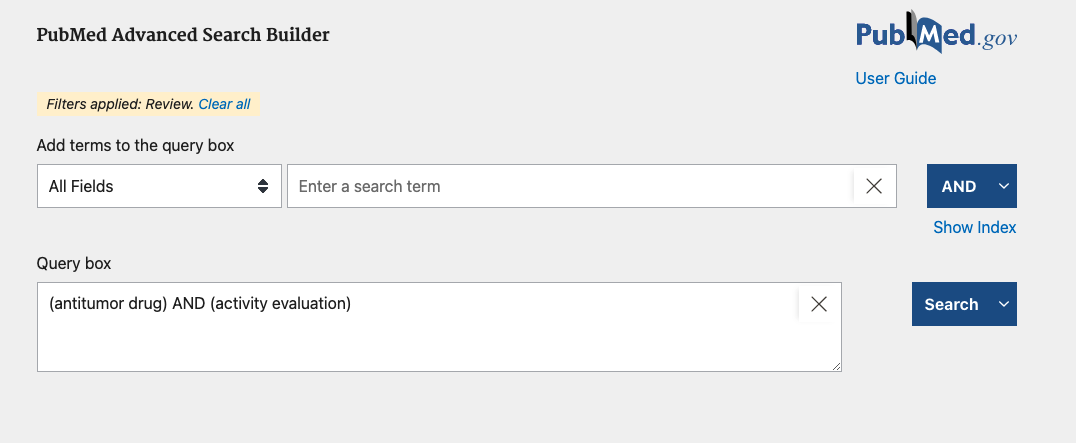 PubMed Advanced Search Builder
PubMed.gov
User Guide
Filters applied: Review. Clear all
Add terms to the query box
All Fields
Enter a search term
AND
Show Index
Query box
(antitumor drug) AND (activity evaluation)
Search